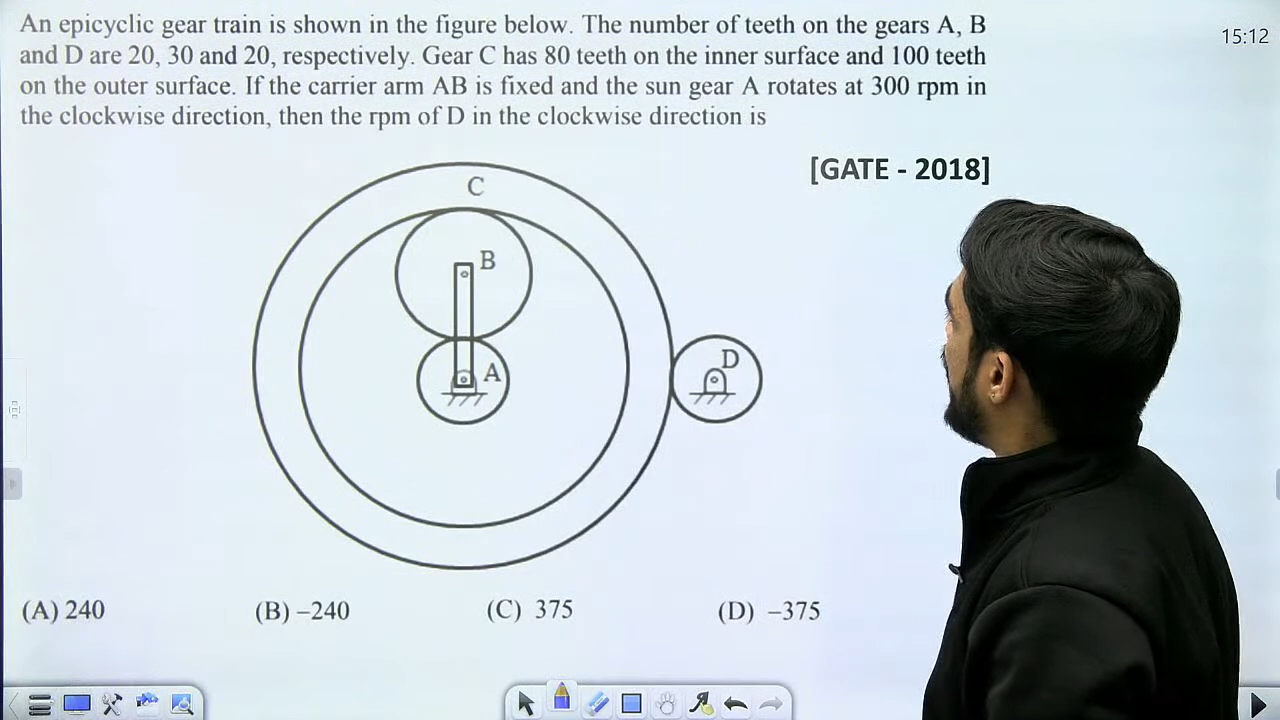 An epicyclic gear train is shown in the figure below. The number of teeth on the gears A, B
and D are 20, 30 and 20, respectively. Gear C has 80 teeth on the inner surface and 100 teeth
on the outer surface. If the carrier arm AB is fixed and the sun gear A rotates at 300 rpm in
the clockwise direction, then the rpm of D in the clockwise direction is
15:12
[GATE - 2018]
C
B
A
D
(A) 240 (B) –240 (C) 375 (D) –375